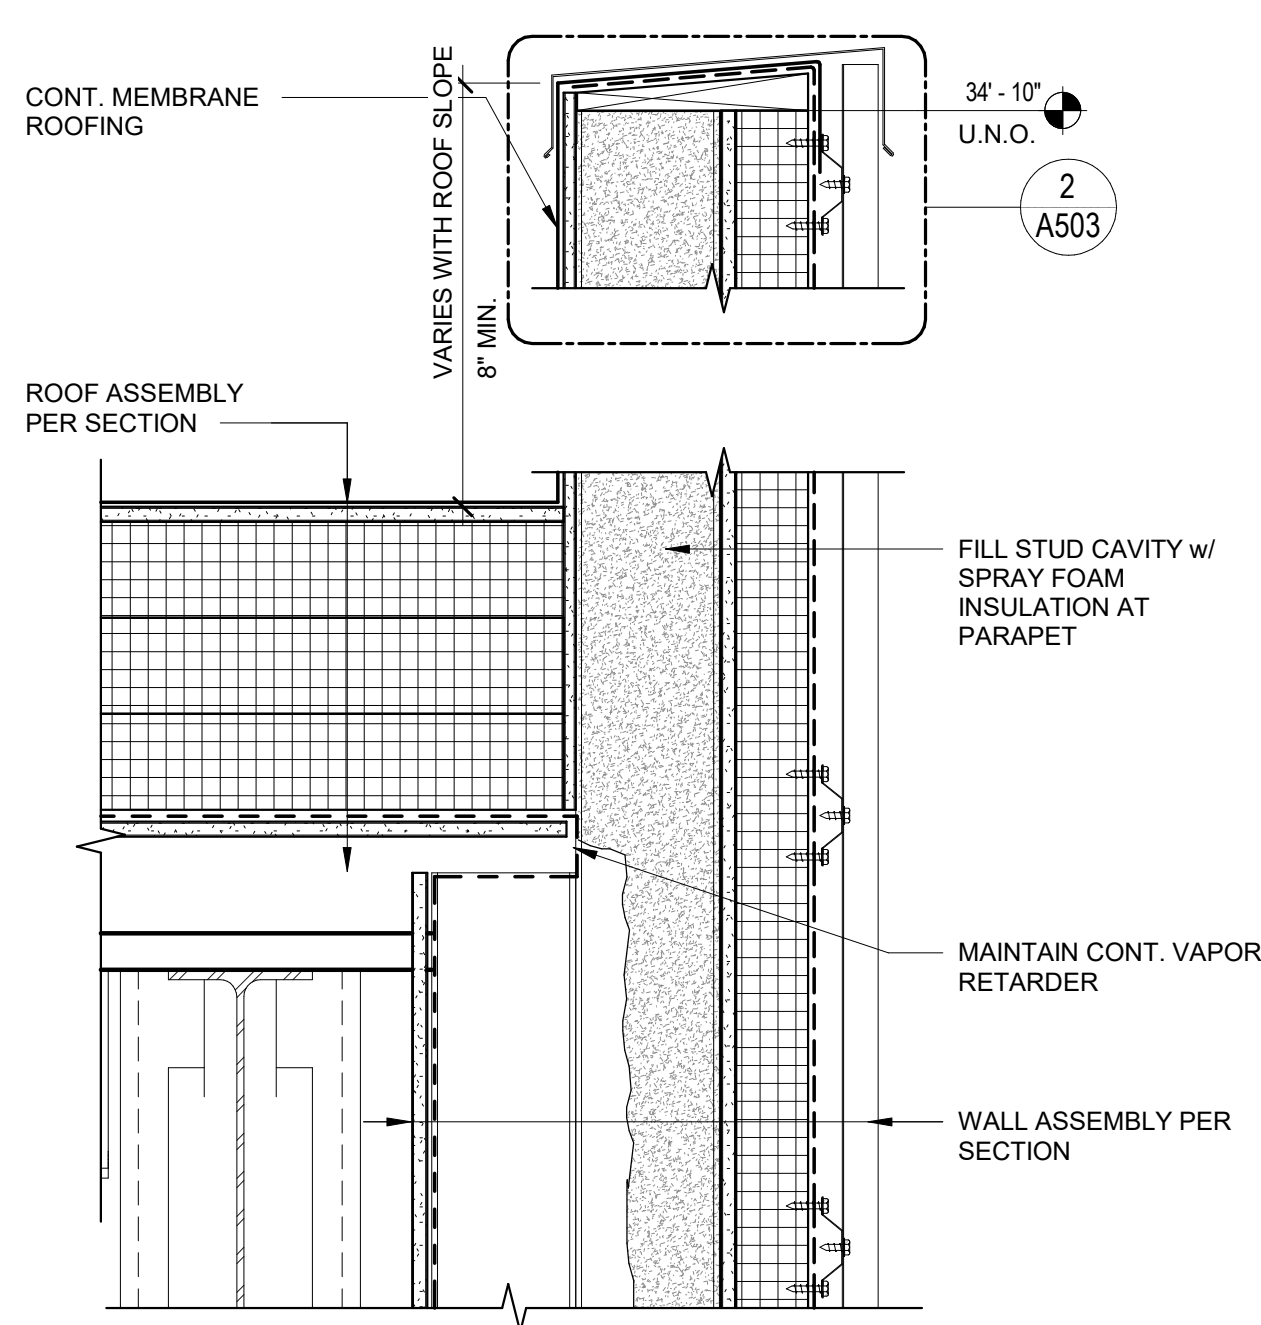 CONT. MEMBRANE
ROOFING
VARIES WITH ROOF SLOPE
8" MIN.
34' - 10"
U.N.O.
2
A503
ROOF ASSEMBLY
PER SECTION
FILL STUD CAVITY w/
SPRAY FOAM
INSULATION AT
PARAPET
MAINTAIN CONT. VAPOR
RETARDER
WALL ASSEMBLY PER
SECTION